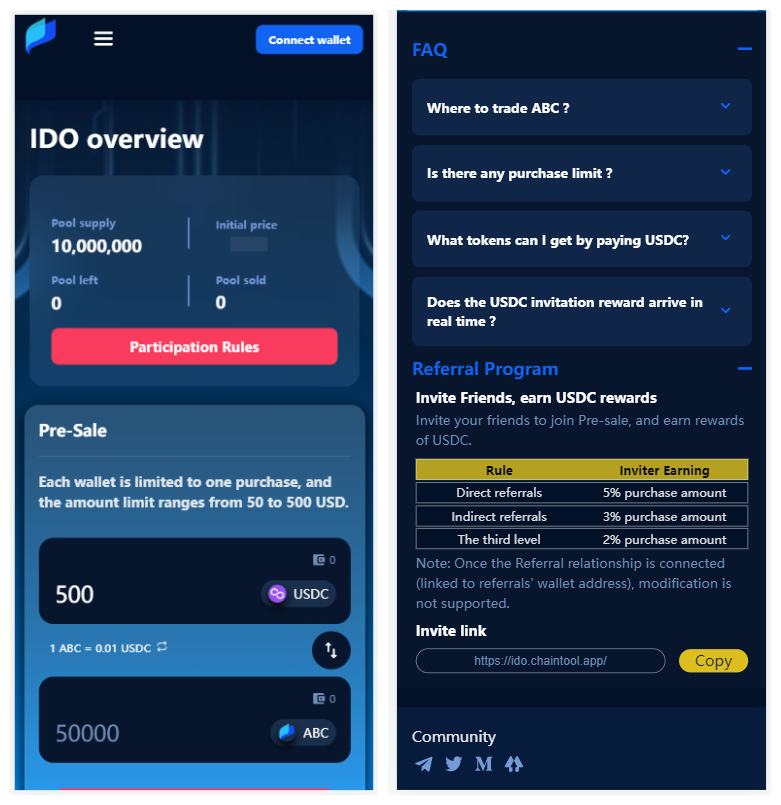 Connect wallet
IDO overview
Pool supply
Initial price
10,000,000
Pool left
Pool sold
0
0
Participation Rules
Pre-Sale
Each wallet is limited to one purchase, and
the amount limit ranges from 50 to 500 USD.
0
500
USDC
1 ABC = 0.01 USDC
0
50000
ABC
FAQ
Where to trade ABC ?
Is there any purchase limit ?
What tokens can I get by paying USDC?
Does the USDC invitation reward arrive in
real time ?
Referral Program
Invite Friends, earn USDC rewards
Invite your friends to join Pre-sale, and earn rewards
of USDC.
Rule Inviter Earning
Direct referrals 5% purchase amount
Indirect referrals 3% purchase amount
The third level 2% purchase amount
Note: Once the Referral relationship is connected
(linked to referrals' wallet address), modification is
not supported.
Invite link
https://ido.chaintool.app/ Copy
Community